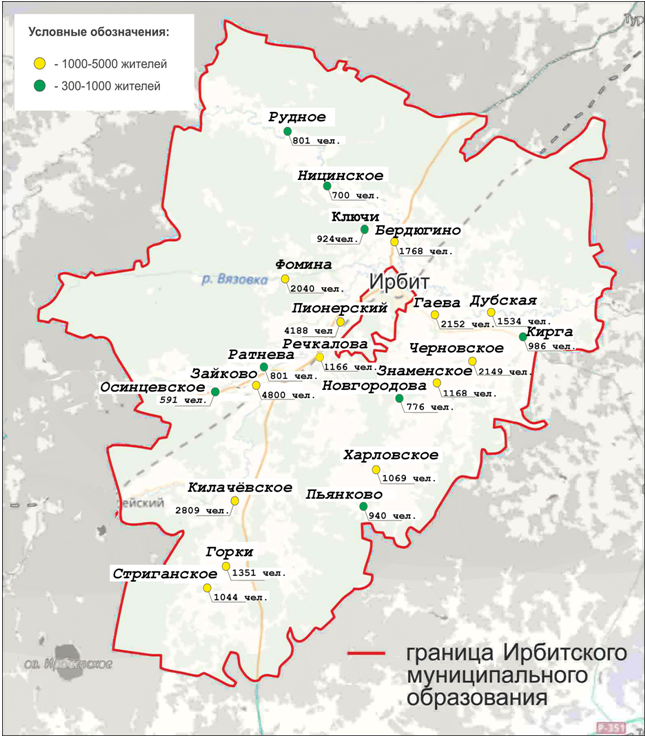 Условные обозначения:
- 1000-5000 жителей
- 300-1000 жителей
Рудное
801 чел.
Ницинское
700 чел.
Ключи
924чел.
Бердюгино
1768 чел.
Фомина
2040 чел.
р. Вязовка
Ирбит
Пионерский
4188 чел
Гаева
2152 чел.
Дубская
1534 чел.
Кирга
986 чел.
Речкалова
1166 чел.
Черновское
2149 чел.
Ратнева
801 чел.
Зайково
4800 чел.
Осинцевское
591 чел.
Знаменское
1168 чел.
Новгородова
776 чел.
Харловское
1069 чел.
Пьянково
940 чел.
Килачёвское
2809 чел.
ейский
Горки
1351 чел.
Стриганское
1044 чел.
оз.
граница Ирбитского
муниципального
образования
Р-351